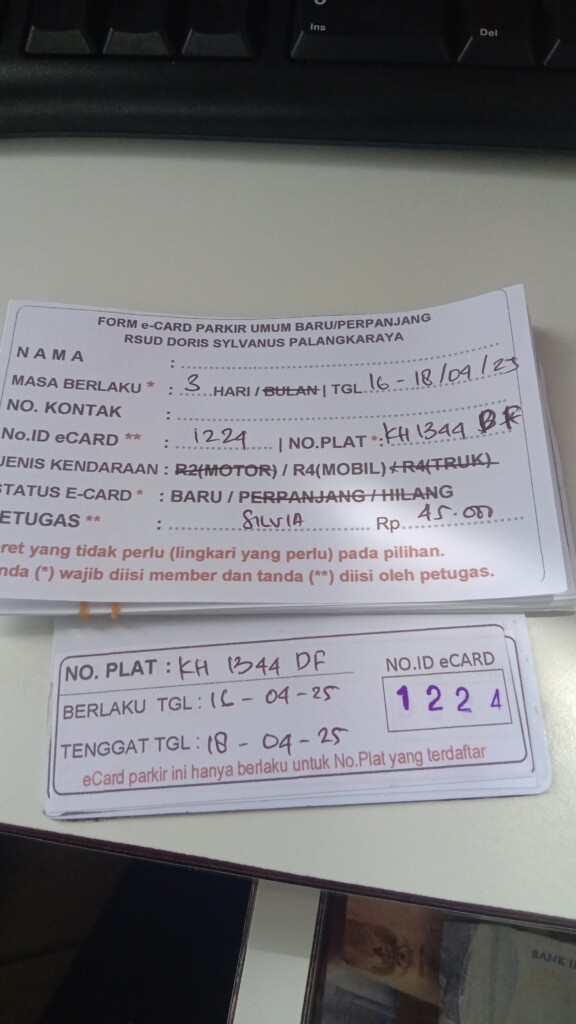 Ins
Del
FORM e-CARD PARKIR UMUM BARU/PERPANJANG
RSUD DORIS SYLVANUS PALANGKARAYA
NAMA :
MASA BERLAKU * : 3 HARI / BULAN | TGL 16 - 18/04/25
NO. KONTAK :
No.ID eCARD ** : 1224 | NO.PLAT *: KH 1344
JENIS KENDARAAN : R2(MOTOR) / R4(MOBIL) / R4(TRUK)
STATUS E-CARD * : BARU / PERPANJANG / HILANG
ETUGAS ** : SILVIA Rp. 45.000
ret yang tidak perlu (lingkari yang perlu) pada pilihan.
nda (*) wajib diisi member dan tanda (**) diisi oleh petugas.
NO. PLAT : KH 1344 DF
NO.ID eCARD
1224
BERLAKU TGL : 16 - 04 - 25
TENGGAT TGL : 18 - 04 - 25
eCard parkir ini hanya berlaku untuk No.Plat yang terdaftar
BANK